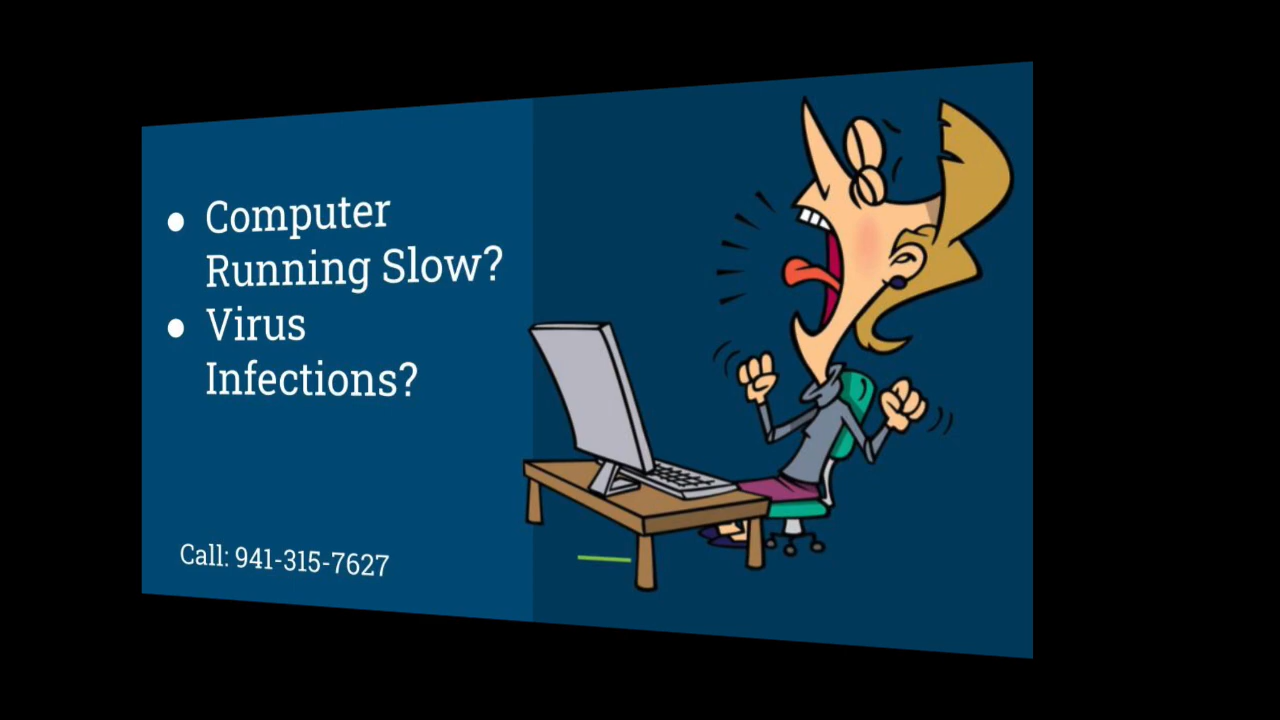 ● Computer
Running Slow?
● Virus
Infections?
Call: 941-315-7627